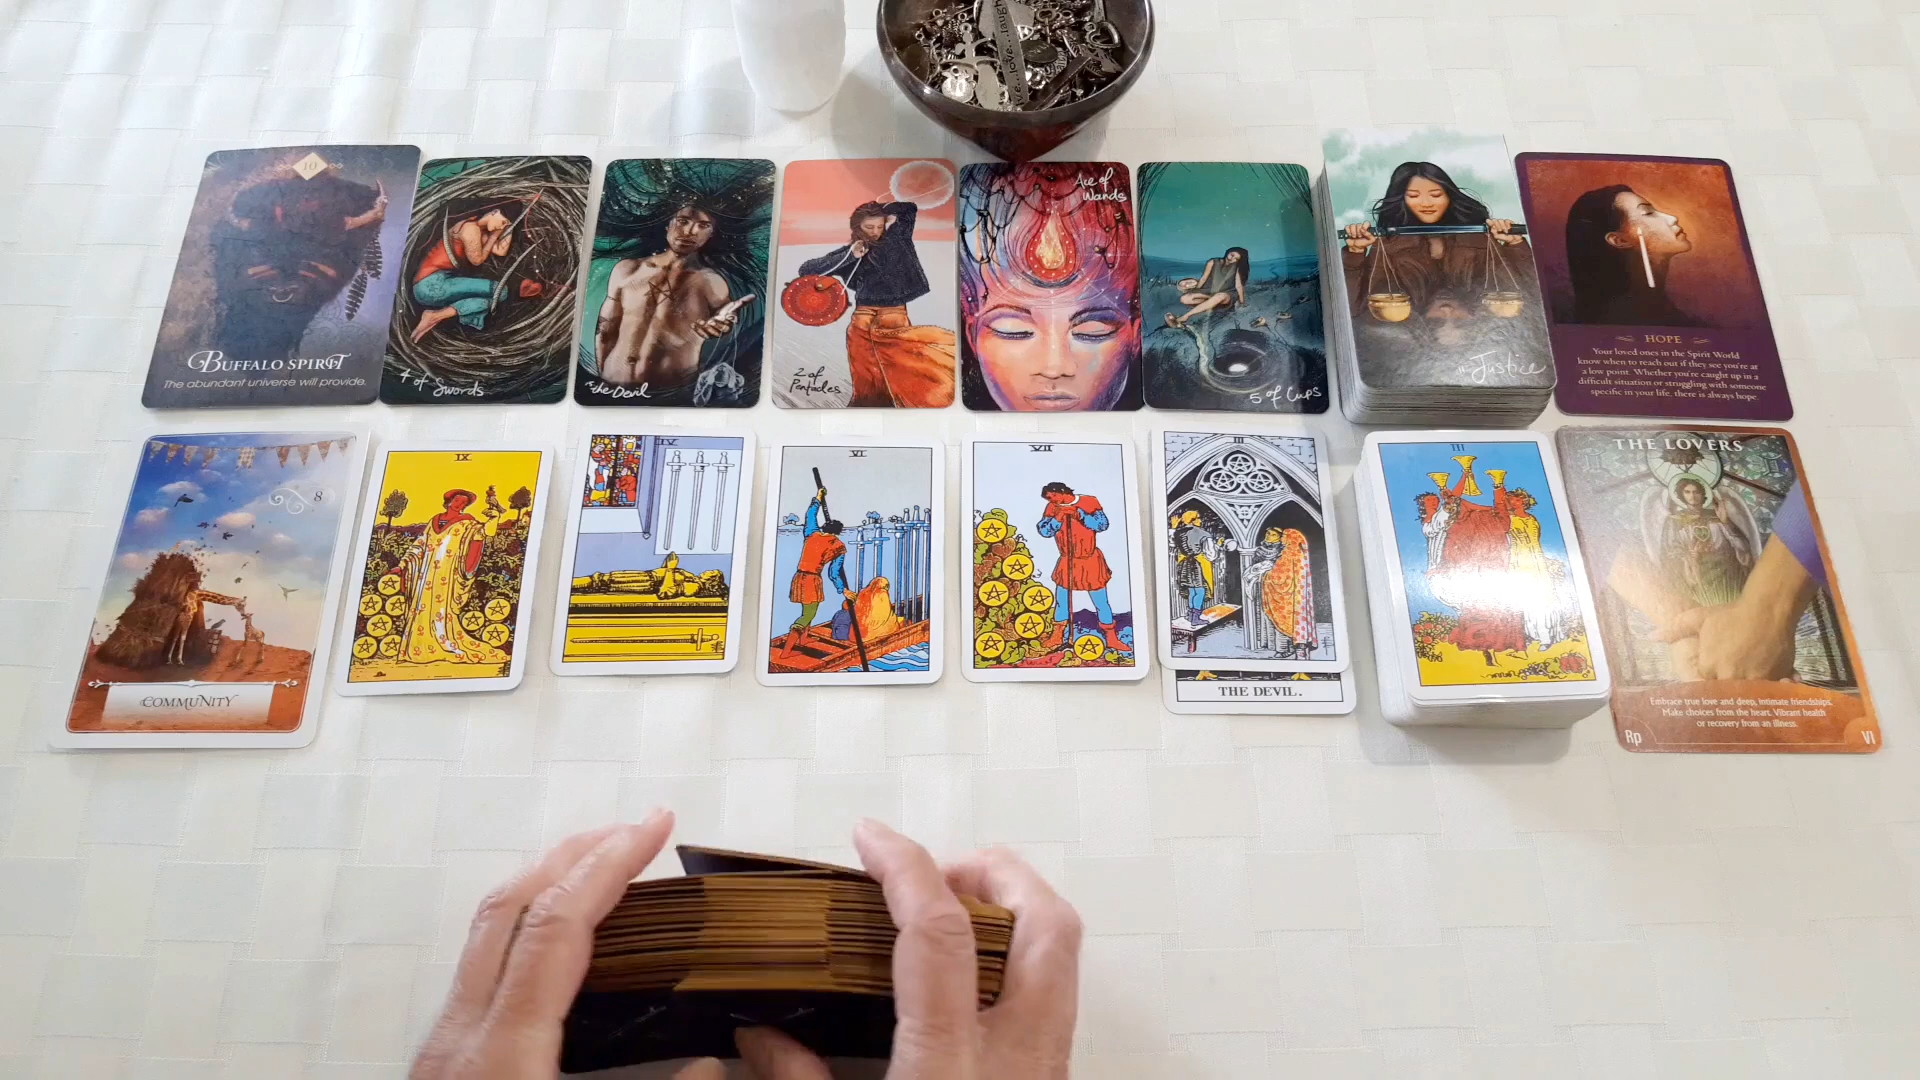 ve...love...laugh
10
BUFFALO SPIRIT
The abundant universe will provide.
4 of Swords
The Devil
2 of
Pentacles
Ace of
Wands
5 of Cups
11 Justice
HOPE
Your loved ones in the Spirit World
know when to reach out if they see you're at
a low point. Whether you're caught up in a
difficult situation or struggling with someone
specific in your life, there is always hope.
8
COMMUNITY
IX
IV
VI
VII
III
THE DEVIL.
III
THE LOVERS
Embrace true love and deep, intimate friendships.
Make choices from the heart. Vibrant health
or recovery from an illness.
Rp
VI